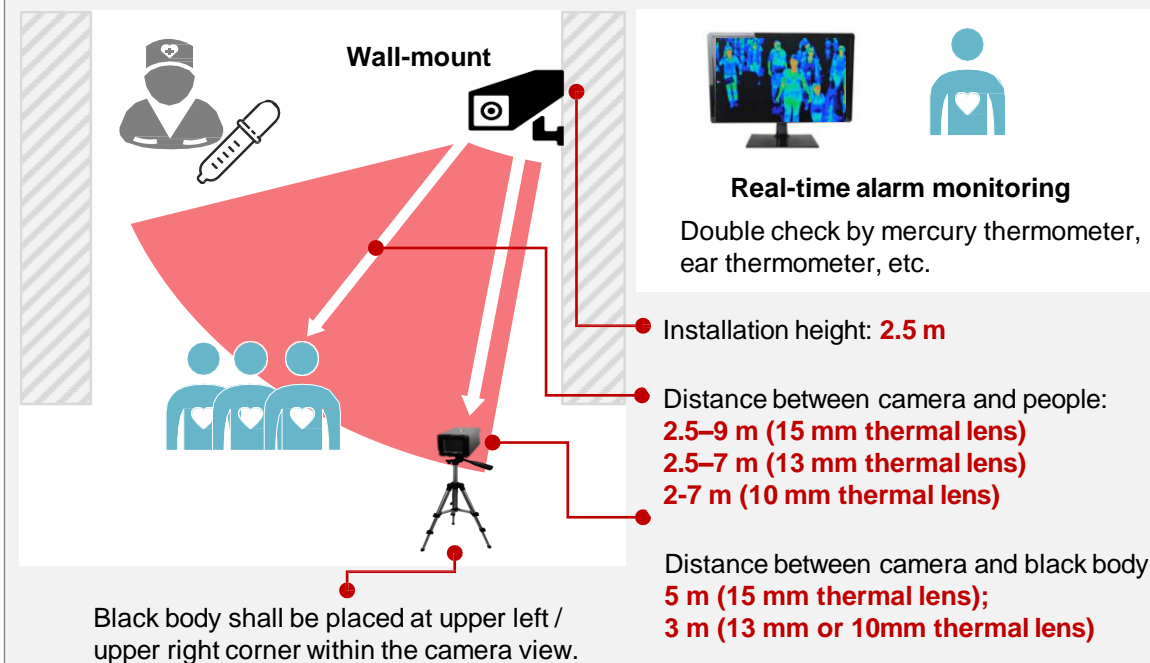 Wall-mount
Real-time alarm monitoring
Double check by mercury thermometer,
ear thermometer, etc.
Installation height: 2.5 m
Distance between camera and people:
2.5–9 m (15 mm thermal lens)
2.5–7 m (13 mm thermal lens)
2-7 m (10 mm thermal lens)
Distance between camera and black body
5 m (15 mm thermal lens);
3 m (13 mm or 10mm thermal lens)
Black body shall be placed at upper left /
upper right corner within the camera view.